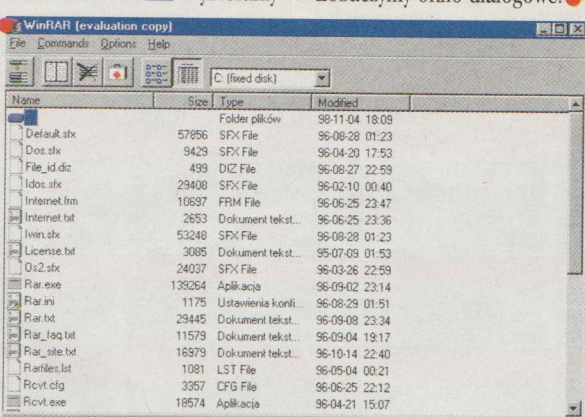 zobaczymy okno dialogowe.
WinRAR (evaluation copy)
File Commands Options Help
C: (fixed disk)
Name Size Type Modified
Folder plików 98-11-04 18:09
Default.sfx 57856 SFX File 96-08-28 01:23
Dos.sfx 9429 SFX File 96-04-20 17:53
File_id.diz 499 DIZ File 96-08-27 22:59
Idos.sfx 29408 SFX File 96-02-10 00:40
Internet.frm 10697 FRM File 96-06-25 23:47
Internet.txt 2653 Dokument tekst... 96-06-25 23:36
Iwin.sfx 53248 SFX File 96-08-28 01:23
License.txt 3085 Dokument tekst... 95-07-09 01:53
Os2.sfx 24037 SFX File 96-03-26 22:59
Rar.exe 139264 Aplikacja 96-09-02 23:14
Rar.ini 1175 Ustawienia konfi... 96-08-29 01:51
Rar.txt 29445 Dokument tekst... 96-09-08 23:34
Rar_faq.txt 11579 Dokument tekst... 96-09-04 19:17
Rar_site.txt 16979 Dokument tekst... 96-10-14 22:40
Rarfiles.lst 1081 LST File 96-05-04 00:21
Rcvt.cfg 3357 CFG File 96-06-25 22:12
Rcvt.exe 18574 Aplikacja 96-04-21 15:07